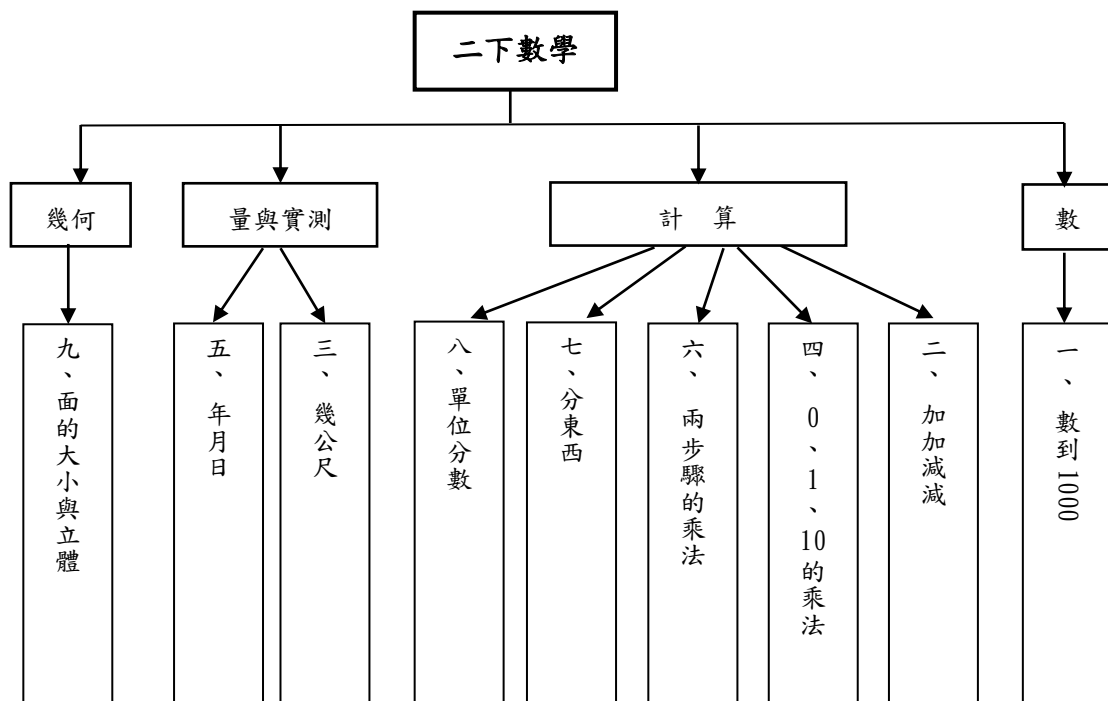 二下數學
幾何
量與實測
計 算
數
九、面的大小與立體
五、年月日
三、幾公尺
八、單位分數
七、分東西
六、兩步驟的乘法
四、0、1、10的乘法
二、加加減減
一、數到1000